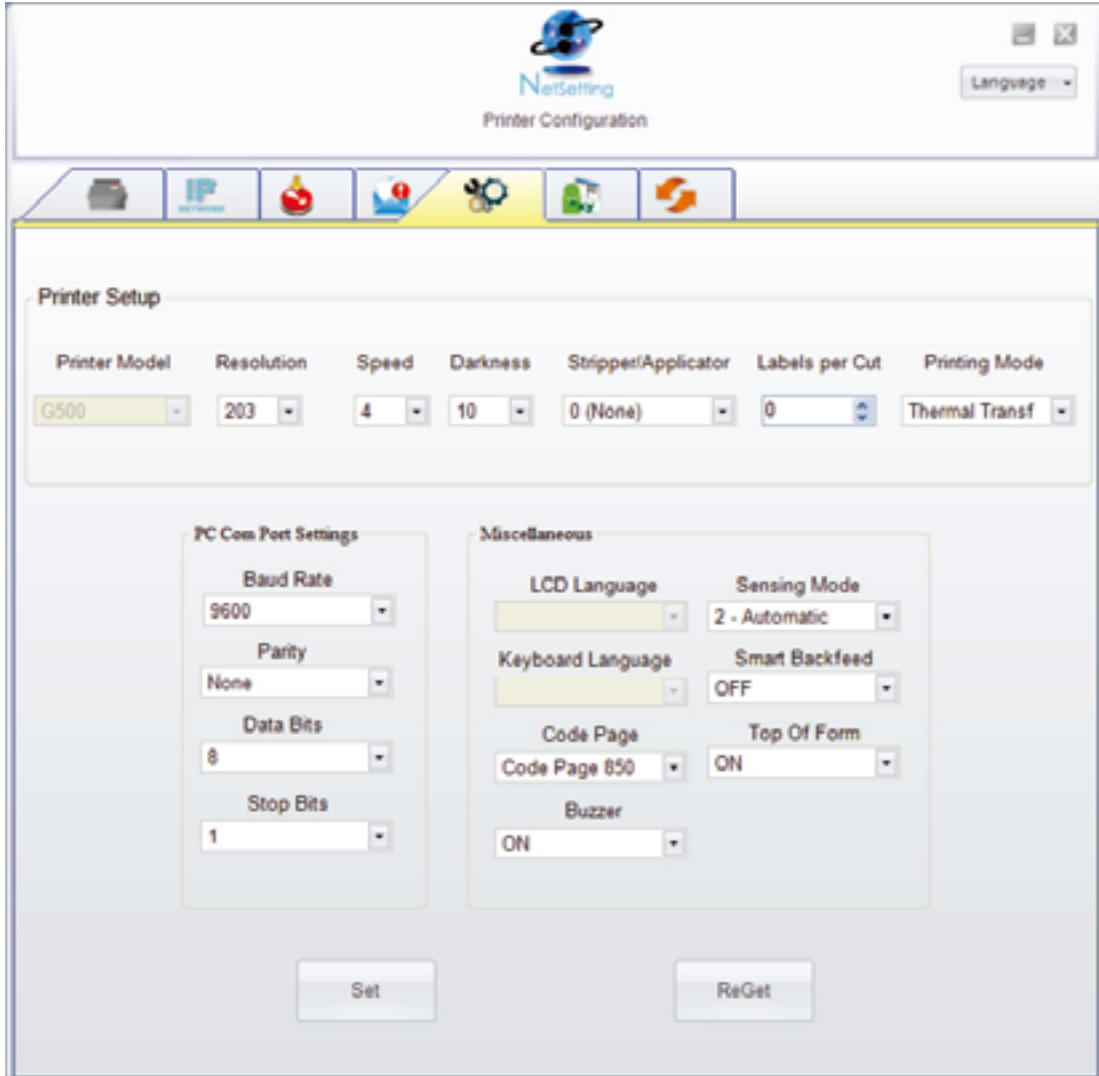 NetSetting
Language
Printer Configuration
IP
NETWORK
Printer Setup
Printer Model Resolution Speed Darkness Stripper/Applicator Labels per Cut Printing Mode
G500 203 4 10 0 (None) 0 Thermal Transf
PC Com Port Settings
Baud Rate
9600
Parity
None
Data Bits
8
Stop Bits
1
Miscellaneous
LCD Language Sensing Mode
2 - Automatic
Keyboard Language Smart Backfeed
OFF
Code Page Top Of Form
Code Page 850 ON
Buzzer
ON
Set ReGet